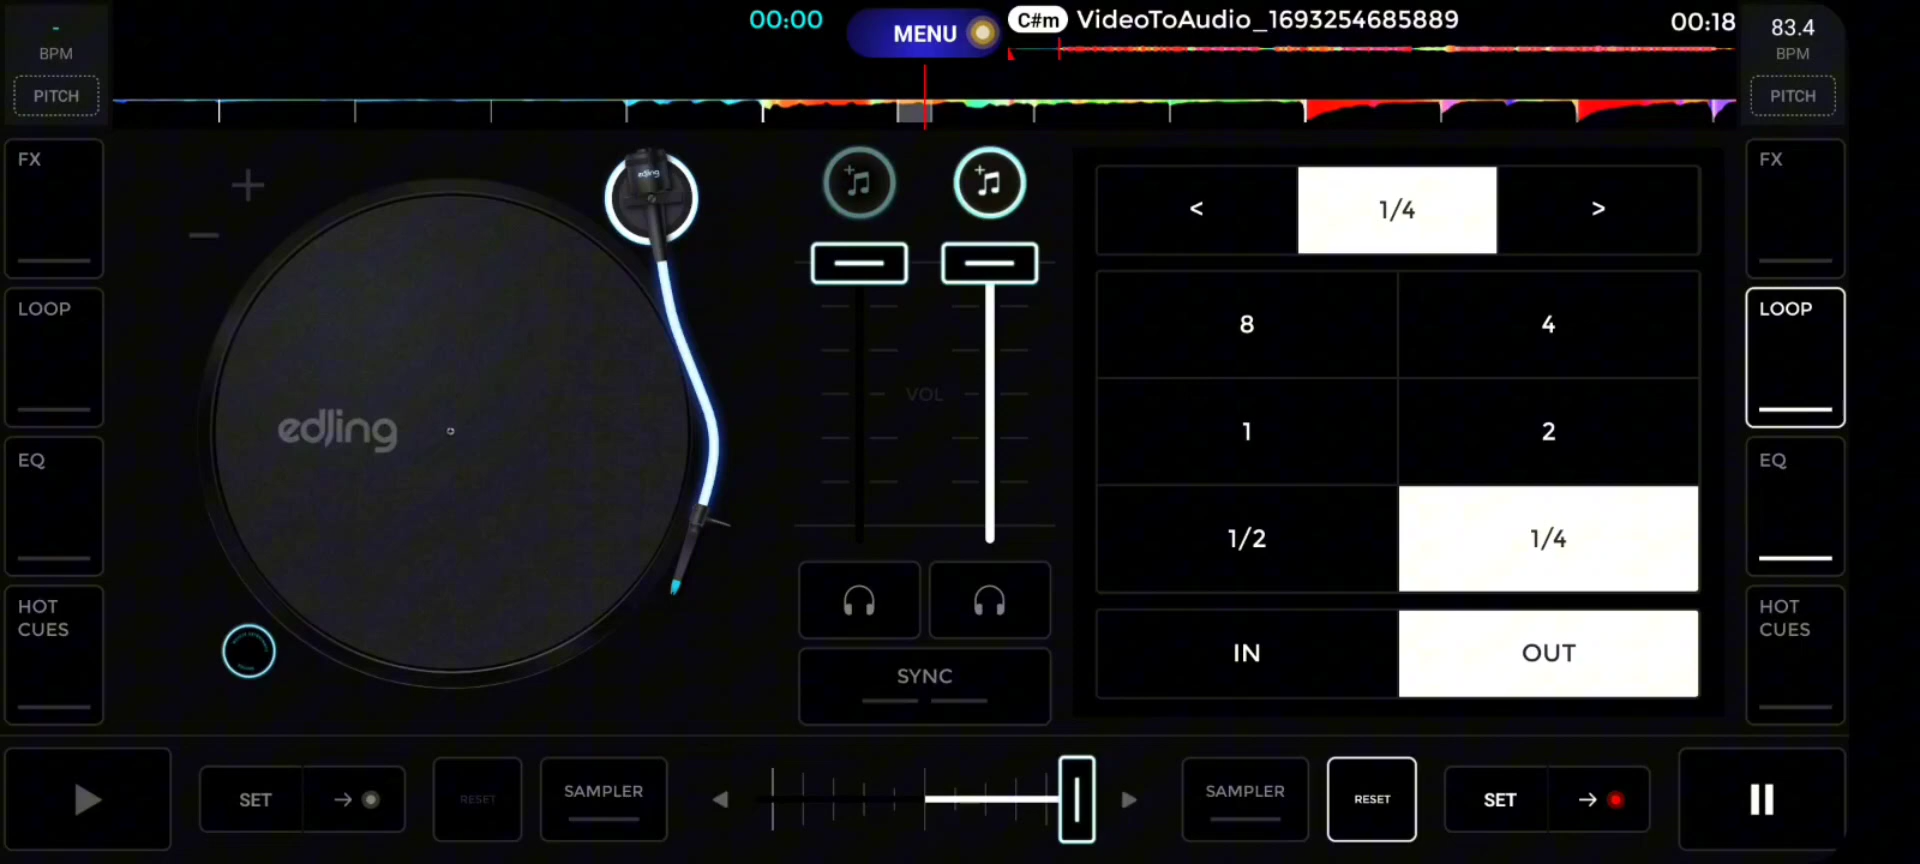 -
BPM
PITCH
00:00
MENU
C#m VideoToAudio_1693254685889
00:18
83.4
BPM
PITCH
FX
LOOP
EQ
HOT
CUES
edjing
edjing
VOL
SYNC
< 1/4 >
8 4
1 2
1/2 1/4
IN OUT
FX
LOOP
EQ
HOT
CUES
SET
RESET
SAMPLER
SAMPLER
RESET
SET